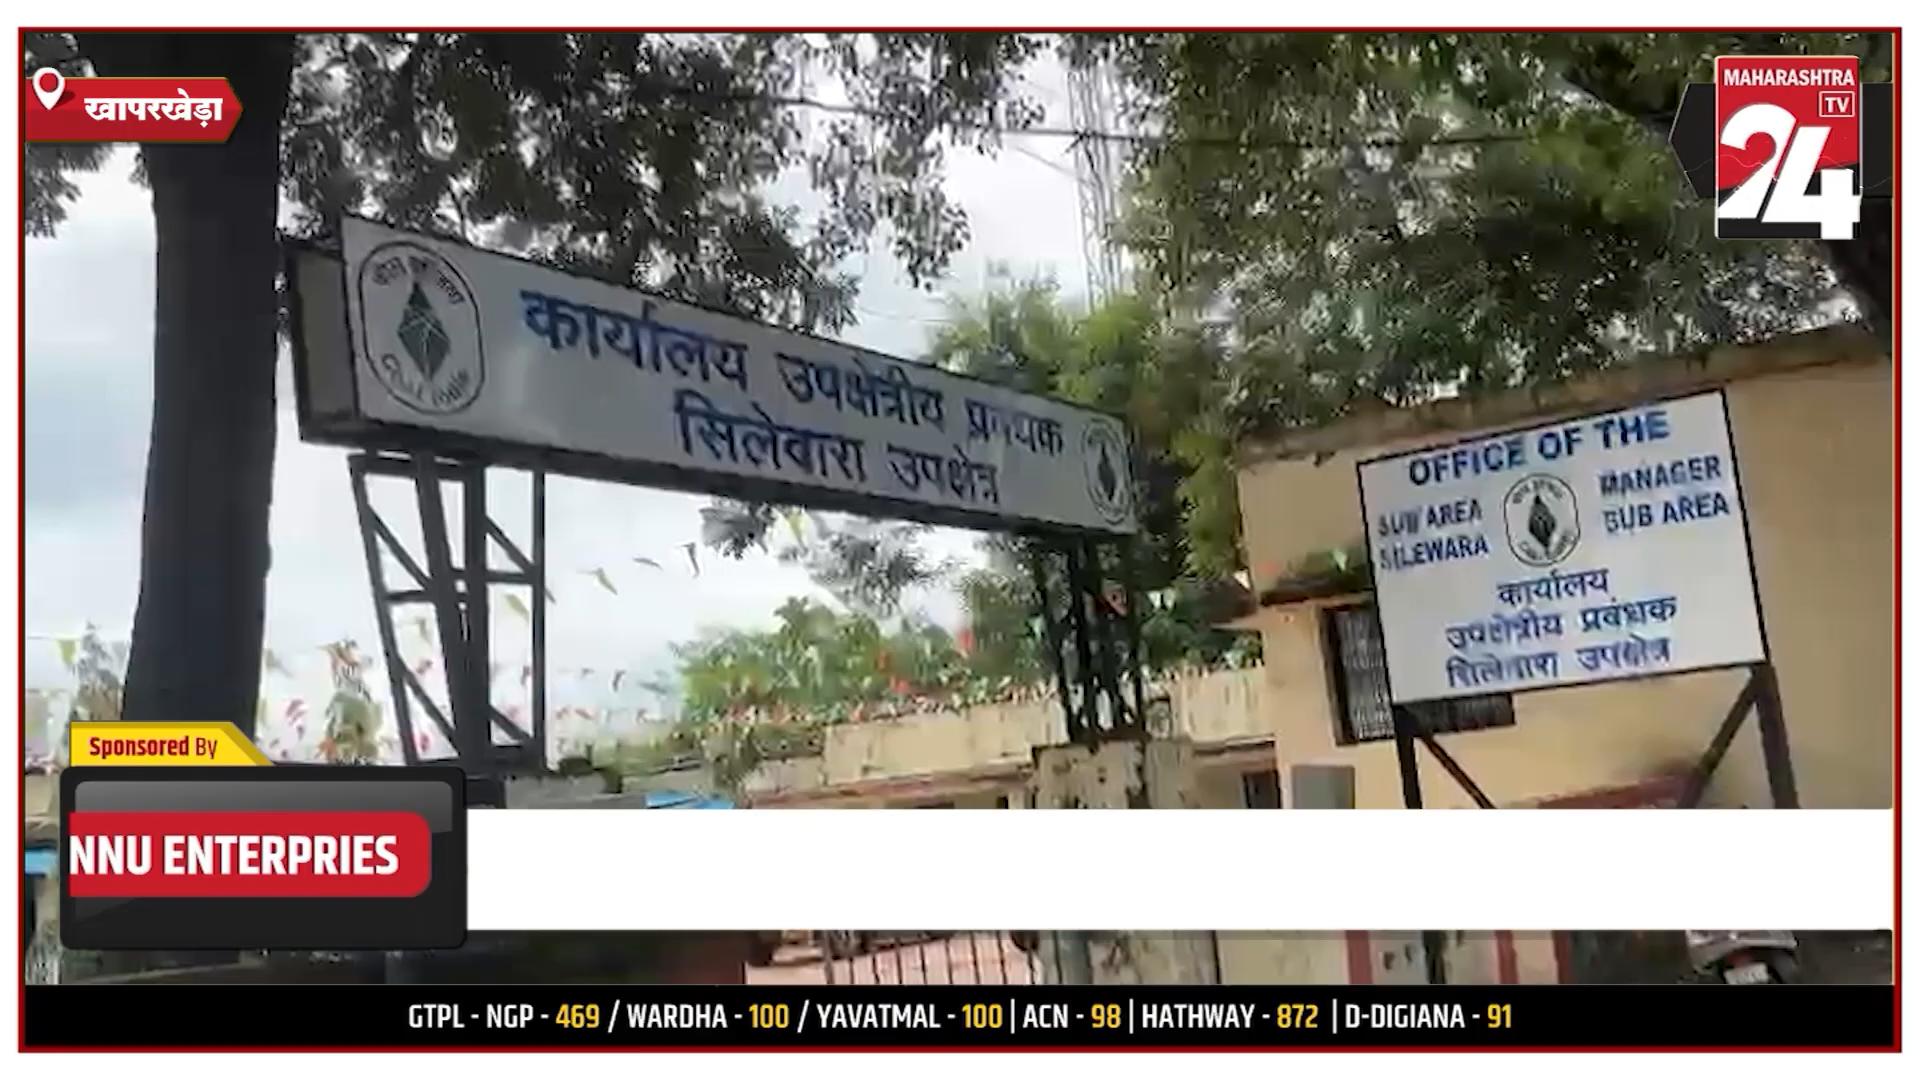 खापरखेड़ा
MAHARASHTRA
TV
24
कार्यालय उपक्षेत्रीय प्रबंधक
सिलेवारा उपक्षेत्र
OFFICE OF THE
SUB AREA MANAGER
SILEWARA SUB AREA
कार्यालय
उपक्षेत्रीय प्रबंधक
सिलेवारा उपक्षेत्र
Sponsored By
NNU ENTERPRIES
GTPL - NGP - 469 / WARDHA - 100 / YAVATMAL - 100 | ACN - 98 | HATHWAY - 872 | D-DIGIANA - 91